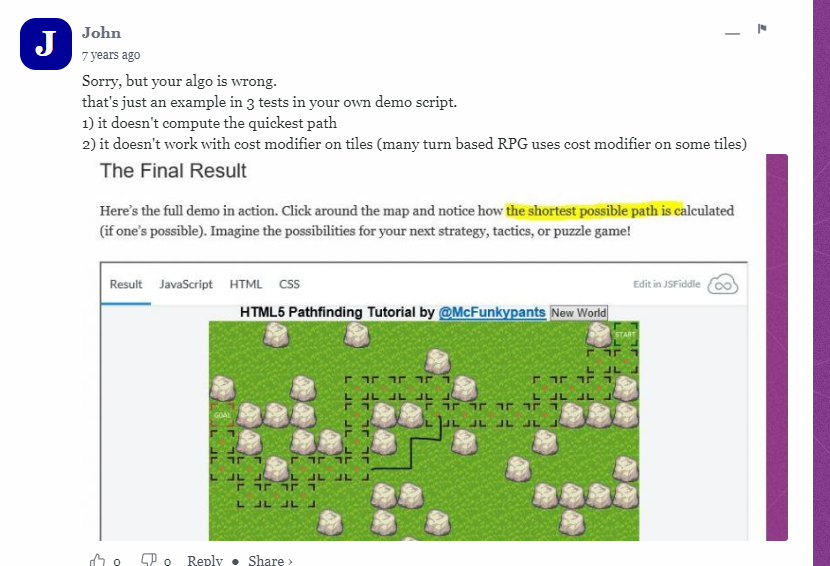 J
John
7 years ago
Sorry, but your algo is wrong.
that's just an example in 3 tests in your own demo script.
1) it doesn't compute the quickest path
2) it doesn't work with cost modifier on tiles (many turn based RPG uses cost modifier on some tiles)
The Final Result
Here's the full demo in action. Click around the map and notice how the shortest possible path is calculated
(if one's possible). Imagine the possibilities for your next strategy, tactics, or puzzle game!
Result JavaScript HTML CSS Edit in JSFiddle
HTML5 Pathfinding Tutorial by @McFunkypants New World
START
GOAL
0 0 Reply • Share ›